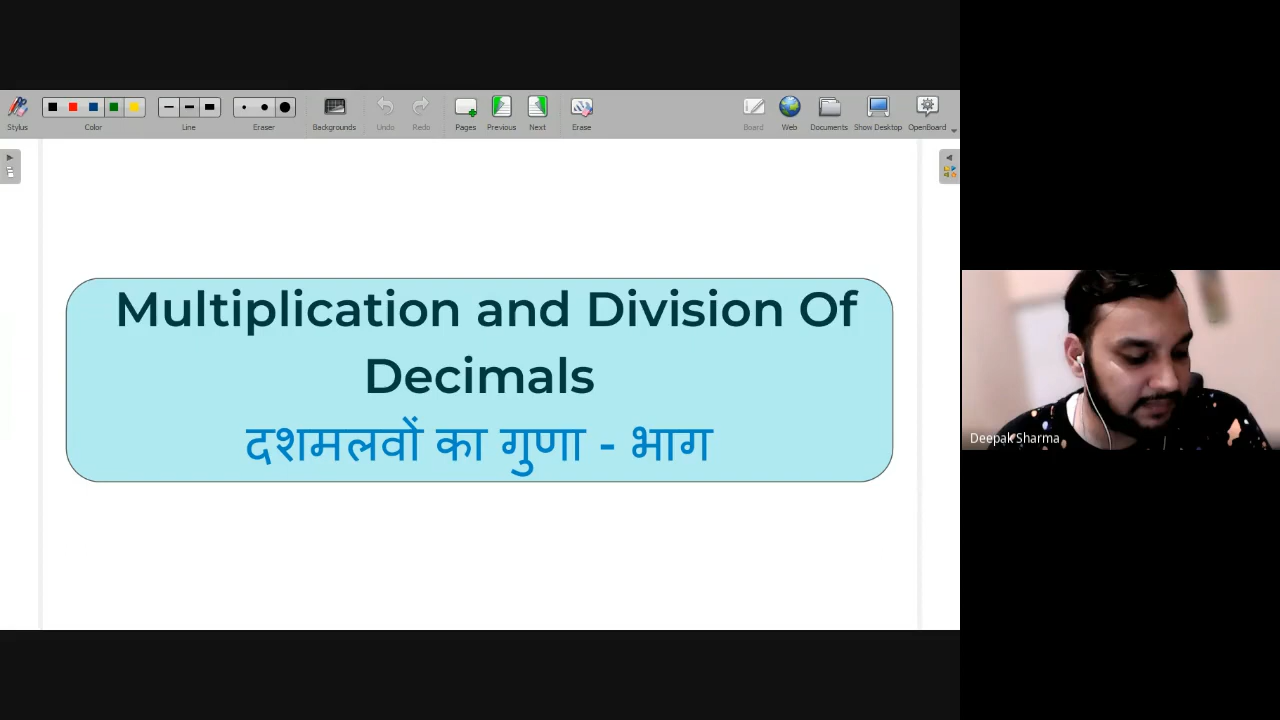 Stylus Color Line Eraser Backgrounds Undo Redo Pages Previous Next Erase Board Web Documents Show Desktop OpenBoard
Multiplication and Division Of
Decimals
दशमलवों का गुणा - भाग
Deepak Sharma